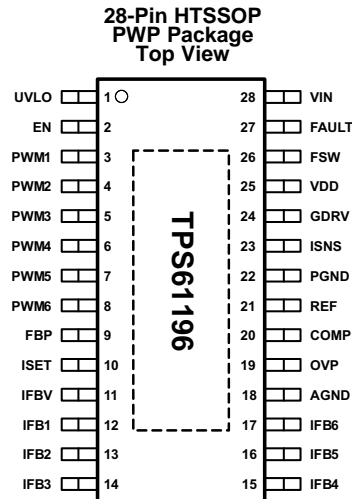 28-Pin HTSSOP
PWP Package
Top View
UVLO 1 28 VIN
EN 2 27 FAULT
PWM1 3 26 FSW
PWM2 4 25 VDD
PWM3 5 24 GDRV
PWM4 6 23 ISNS
PWM5 7 22 PGND
PWM6 8 21 REF
FBP 9 20 COMP
ISET 10 19 OVP
IFBV 11 18 AGND
IFB1 12 17 IFB6
IFB2 13 16 IFB5
IFB3 14 15 IFB4
TPS61196